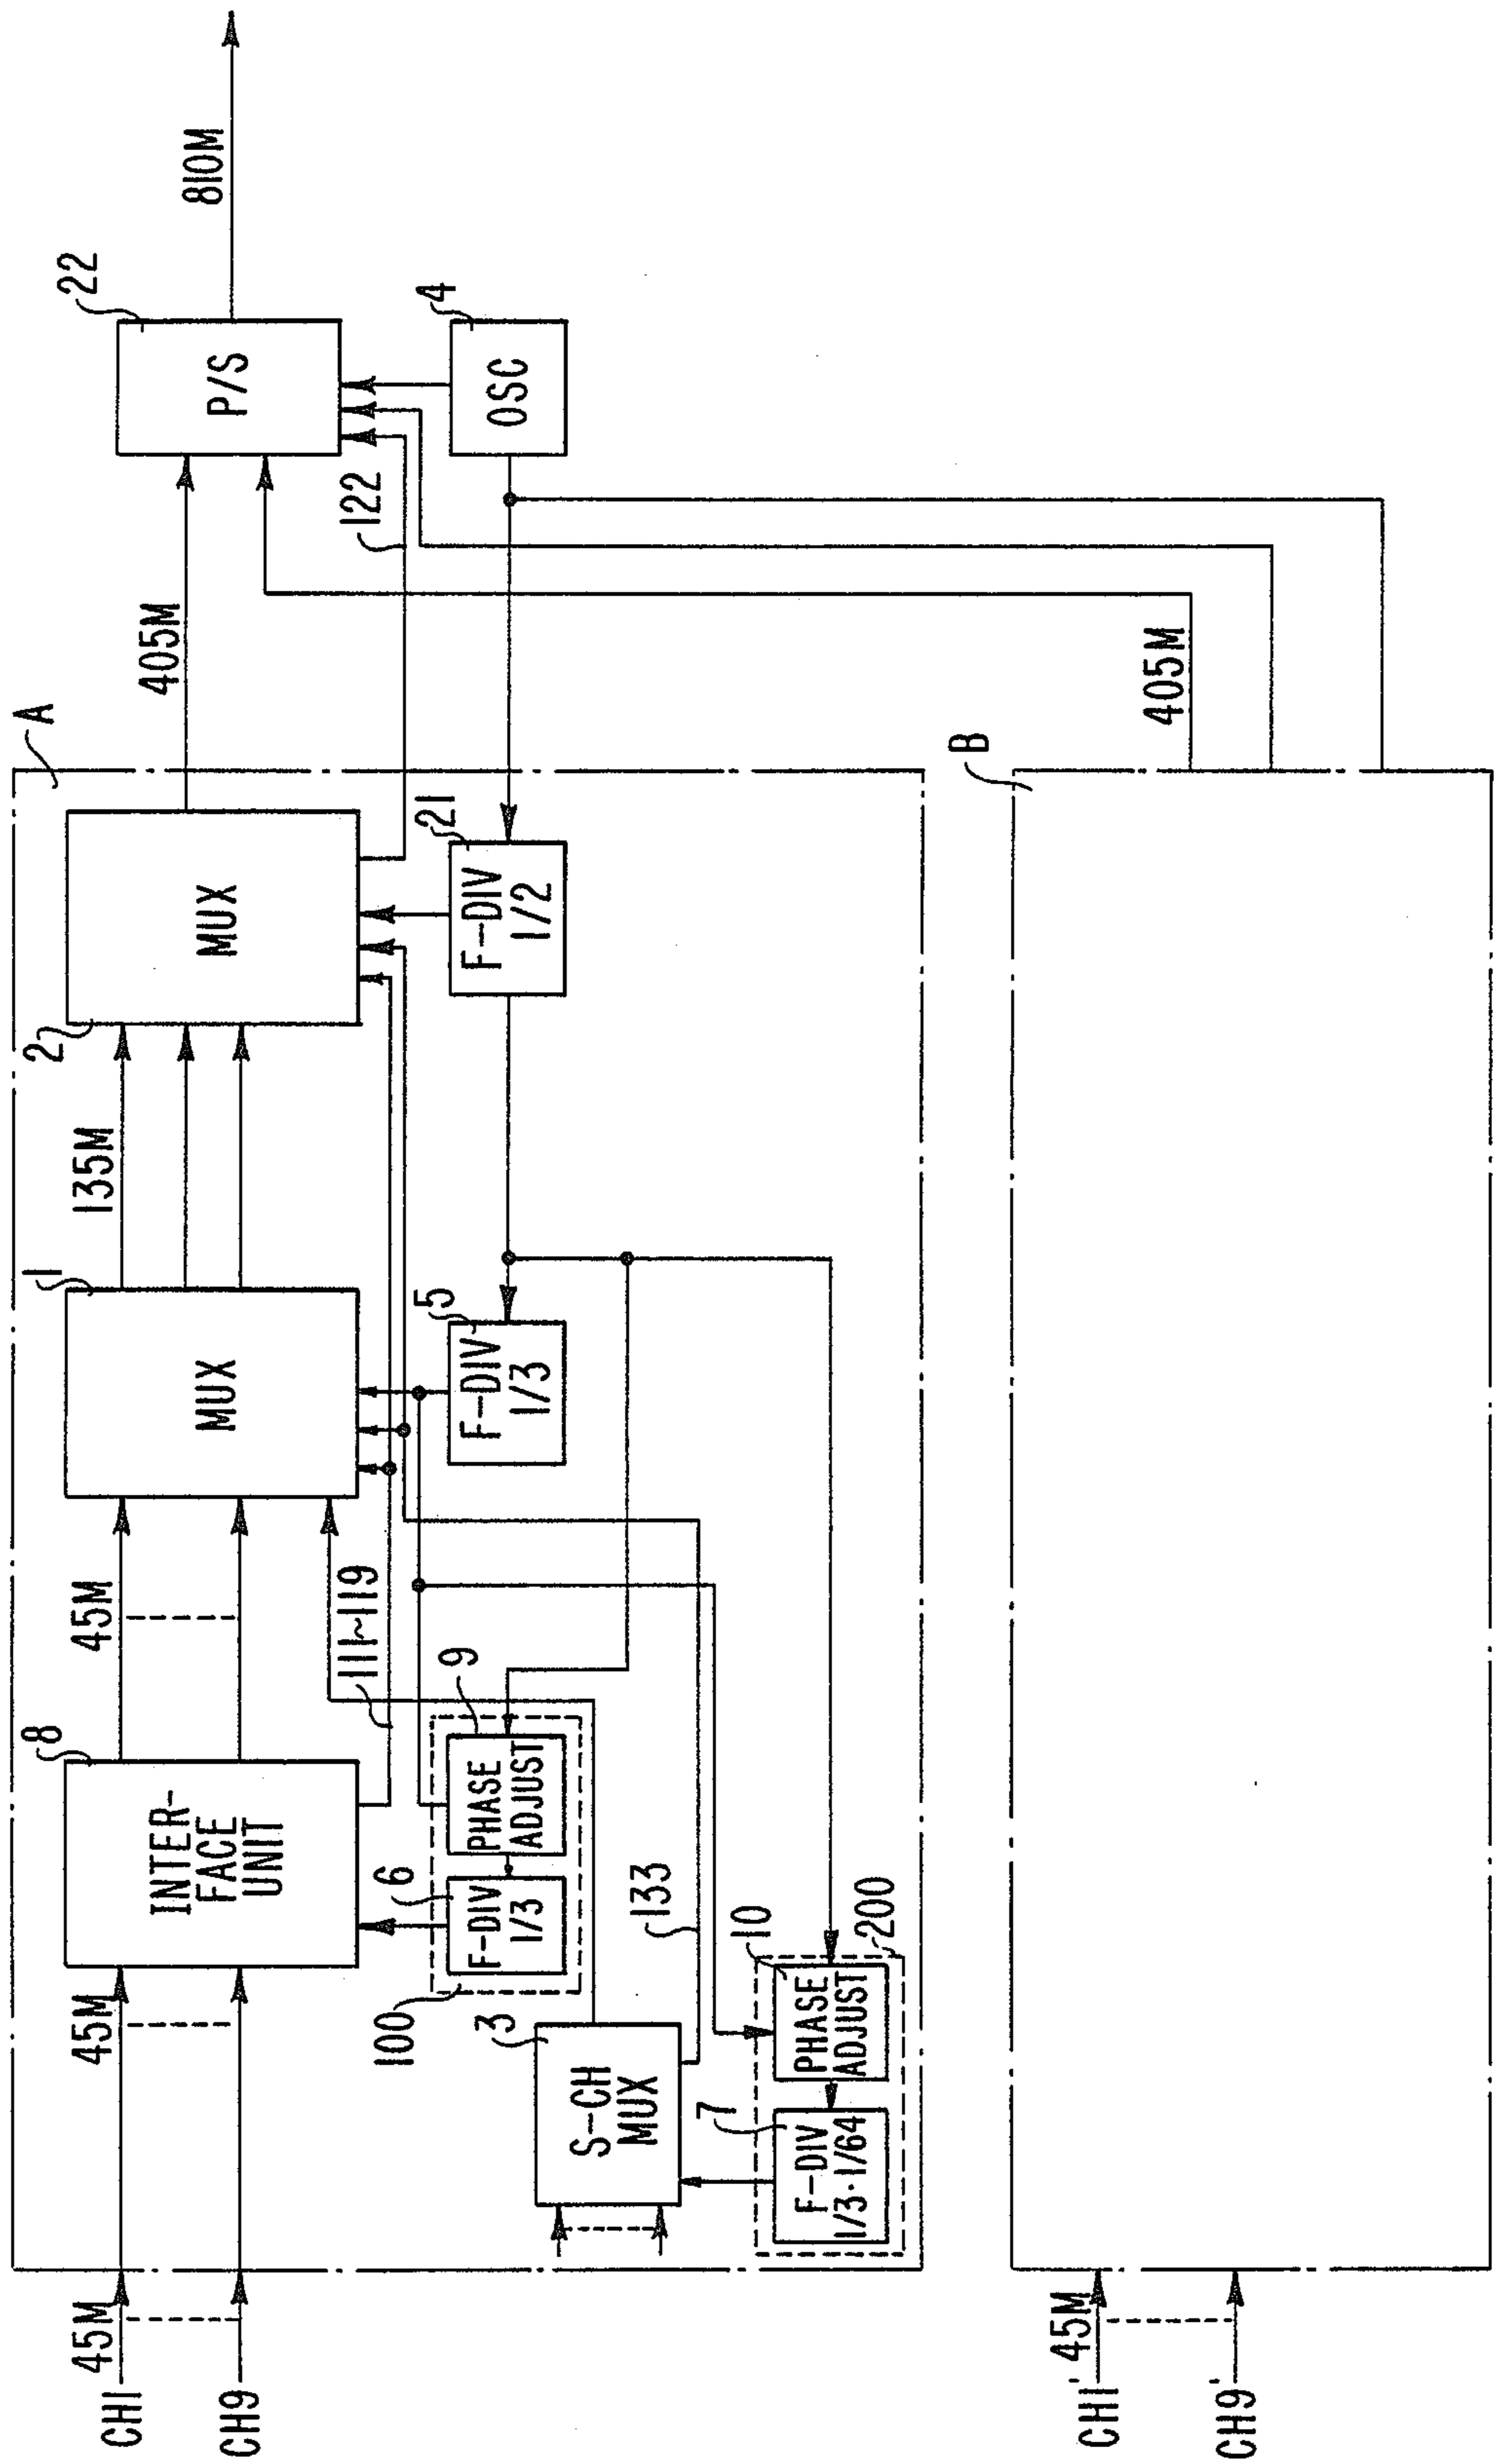 CH1
45M
CH9
45M
8
INTER-
FACE
UNIT
45M
1
MUX
135M
2
MUX
A
405M
22
P/S
810M
111~119
122
100
6
F-DIV
1/3
9
PHASE
ADJUST
5
F-DIV
1/3
21
F-DIV
1/2
4
OSC
3
S-CH
MUX
133
7
F-DIV
1/3·1/64
10
PHASE
ADJUST
200
CH1'
45M
CH9'
B
405M